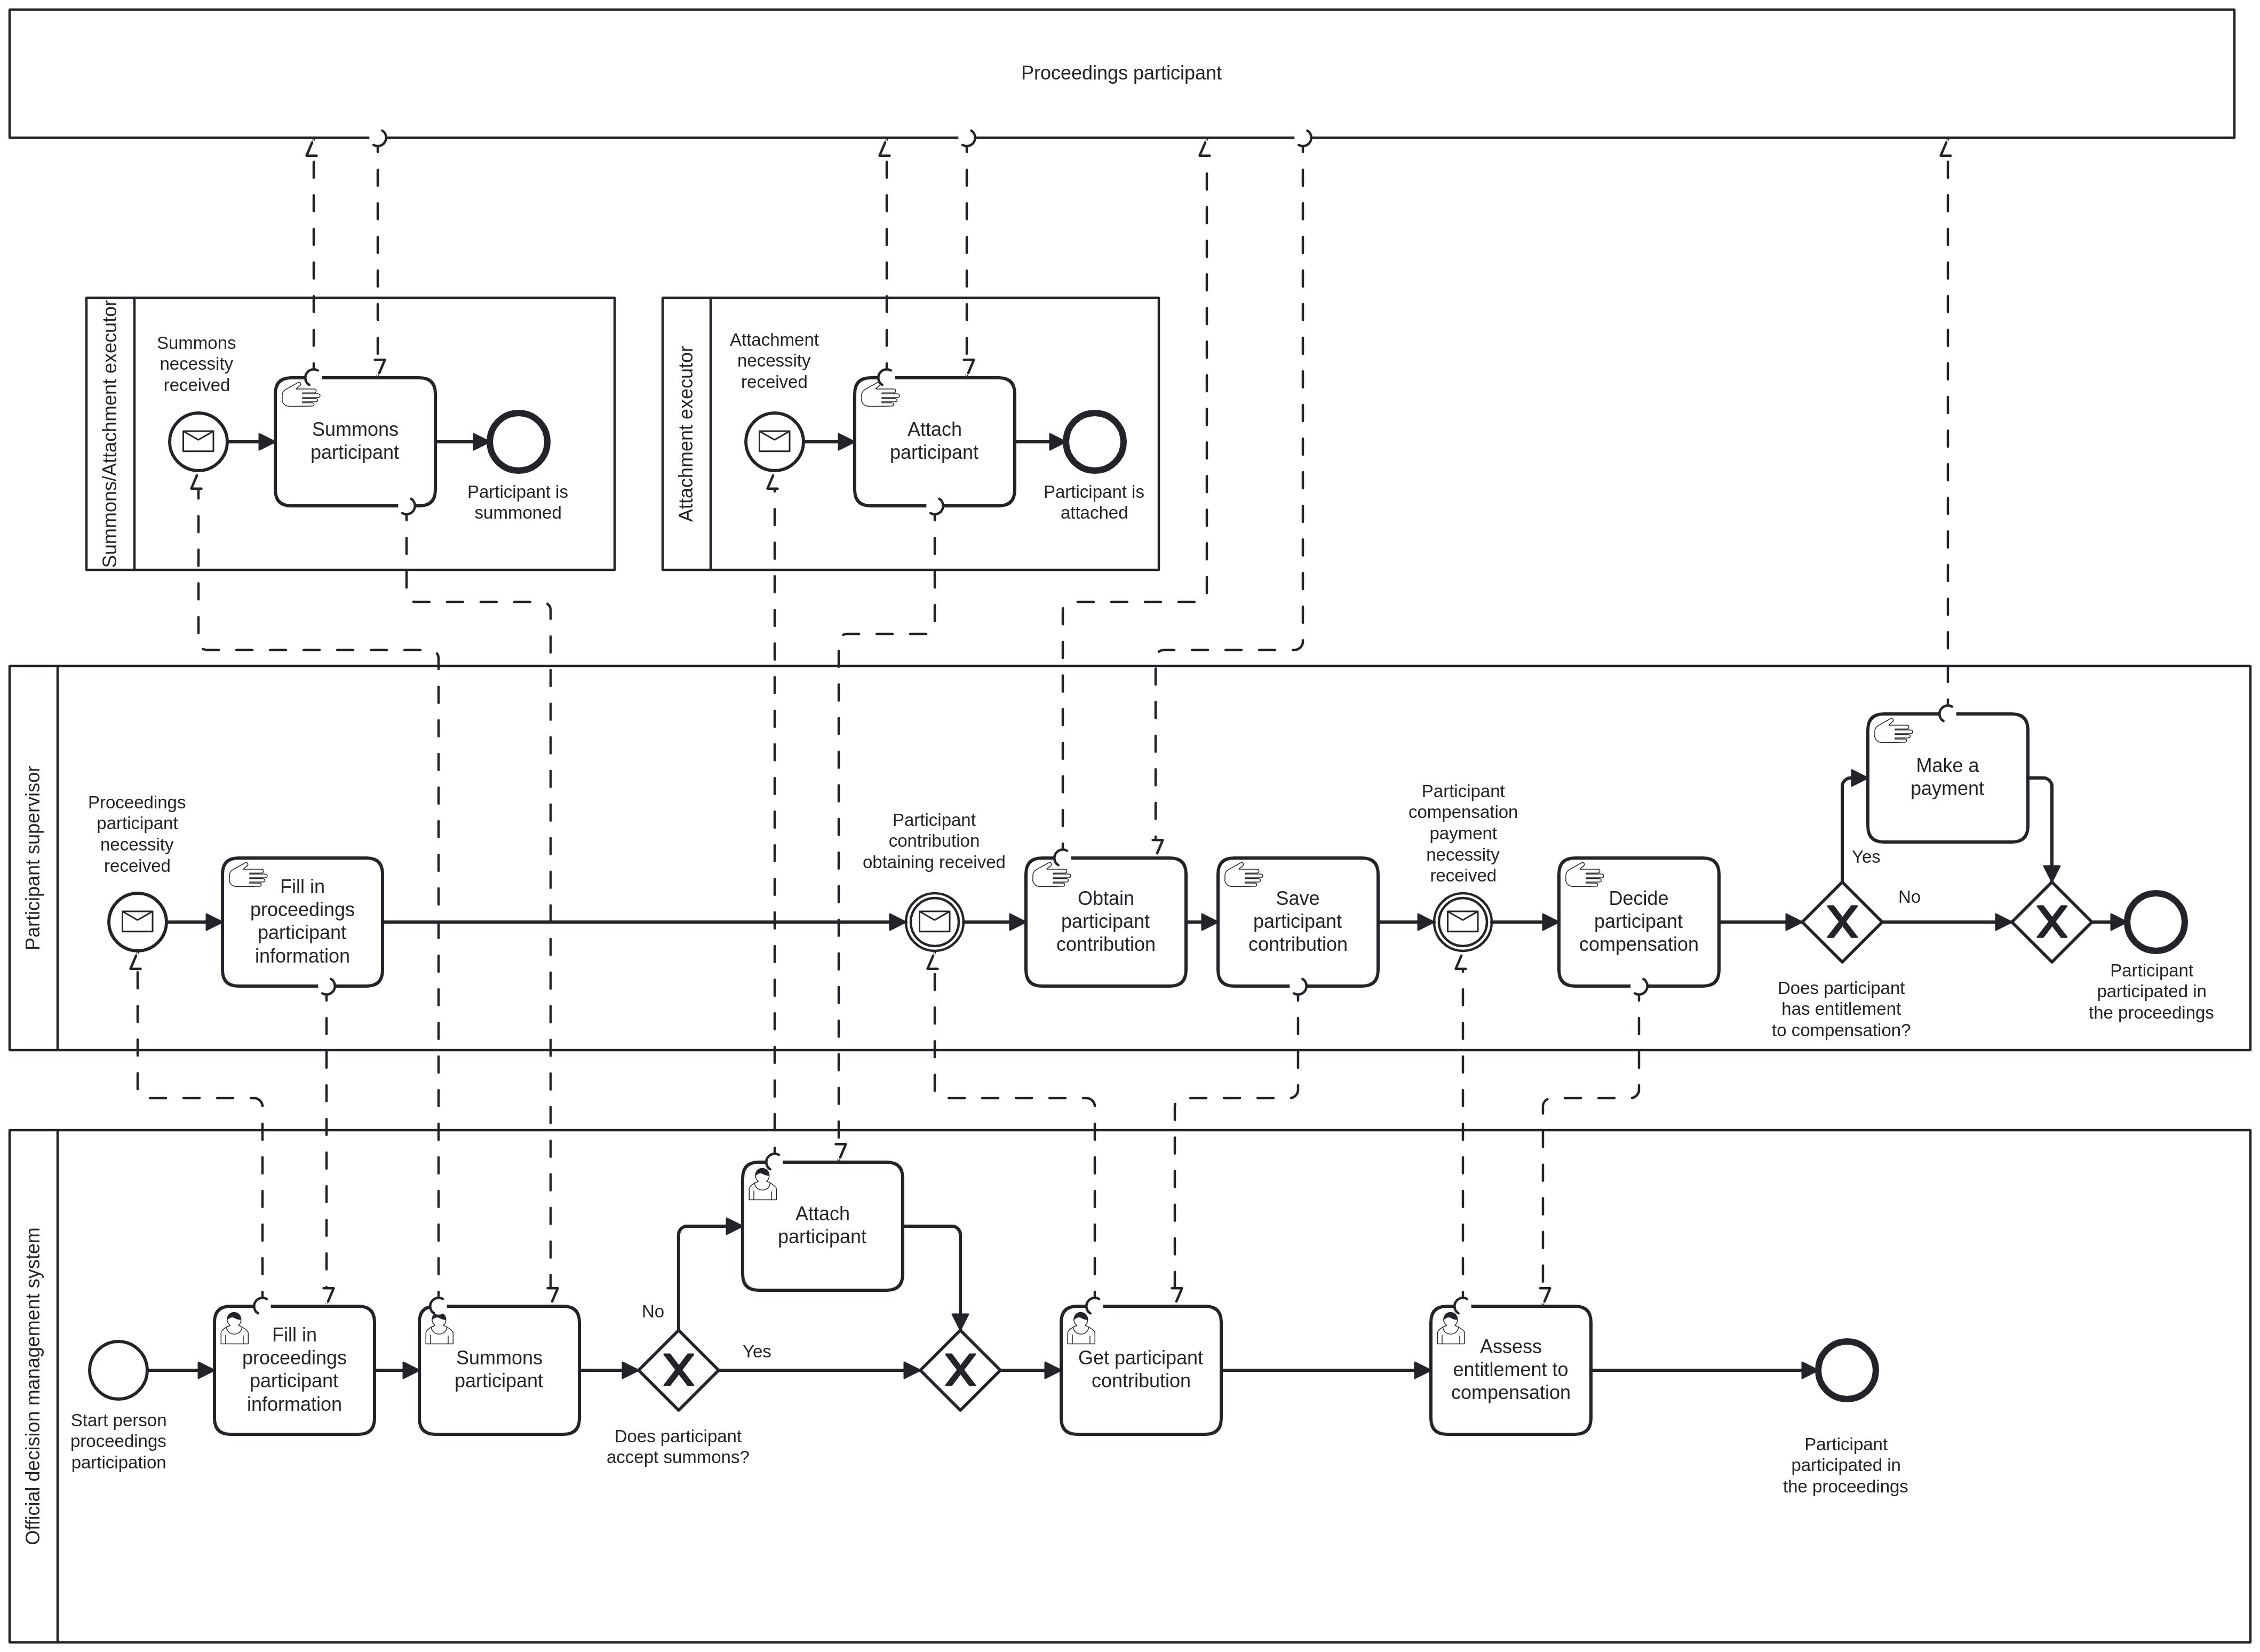 Proceedings participant
Summons/Attachment executor
Summons
necessity
received
Summons
participant
Participant is
summoned
Attachment executor
Attachment
necessity
received
Attach
participant
Participant is
attached
Participant supervisor
Proceedings
participant
necessity
received
Fill in
proceedings
participant
information
Participant
contribution
obtaining received
Obtain
participant
contribution
Save
participant
contribution
Participant
compensation
payment
necessity
received
Decide
participant
compensation
Does participant
has entitlement
to compensation?
Yes
No
Make a
payment
Participant
participated in
the proceedings
Official decision management system
Start person
proceedings
participation
Fill in
proceedings
participant
information
Summons
participant
Does participant
accept summons?
No
Yes
Attach
participant
Get participant
contribution
Assess
entitlement to
compensation
Participant
participated in
the proceedings